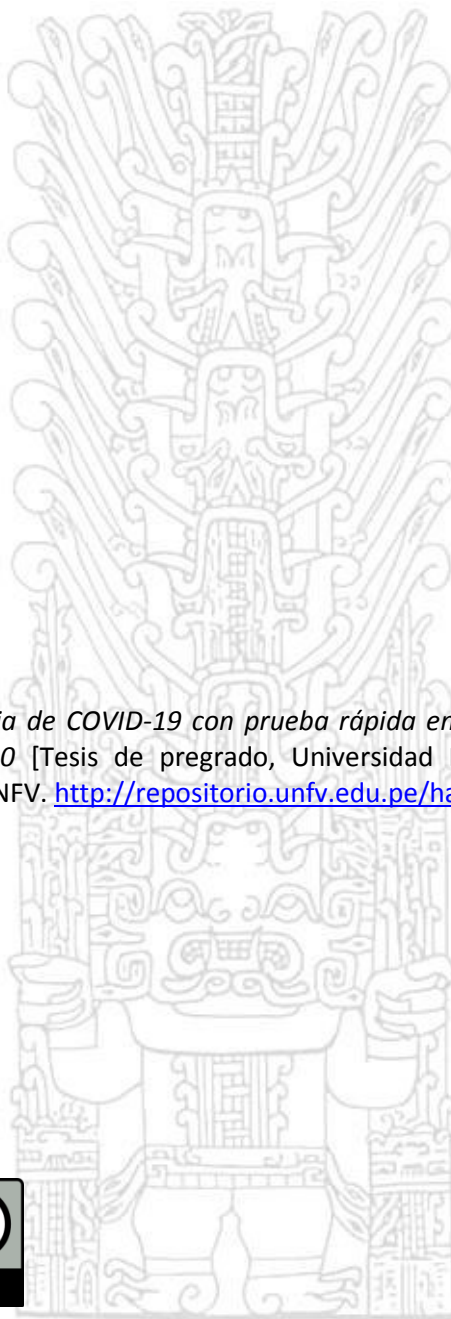 ia de COVID-19 con prueba rápida en
0 [Tesis de pregrado, Universidad
NFV. http://repositorio.unfv.edu.pe/ha